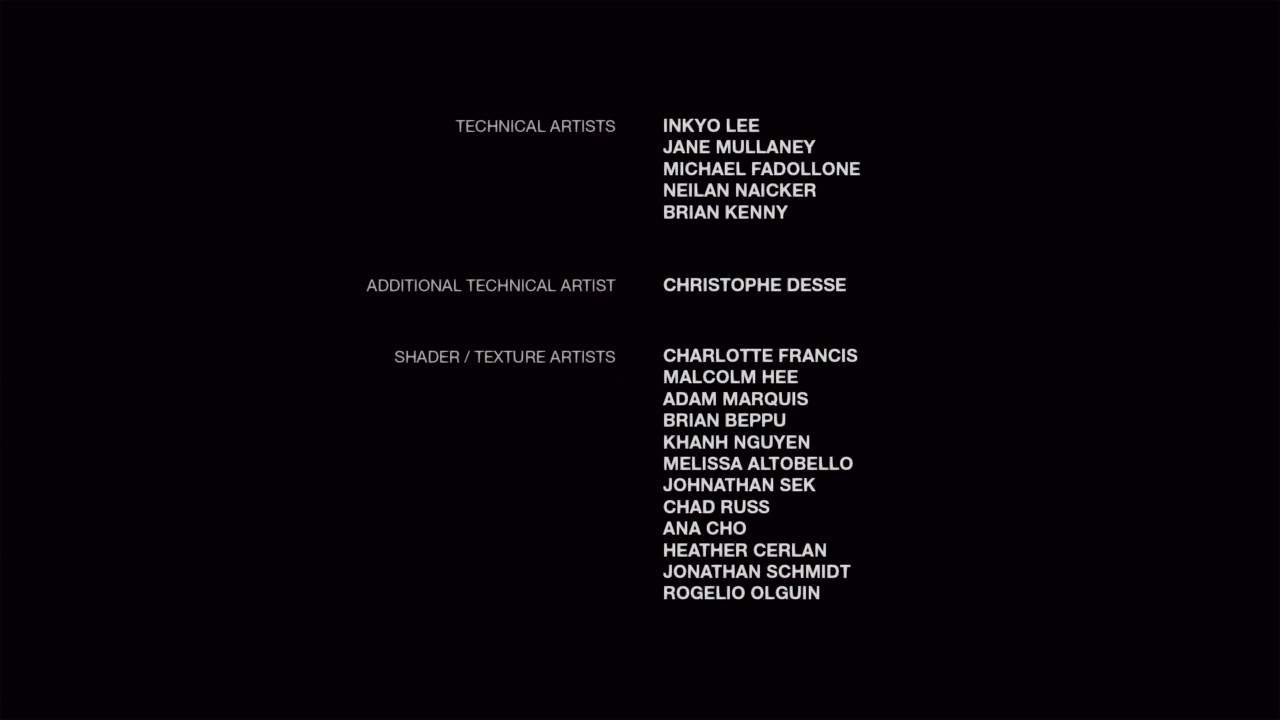 TECHNICAL ARTISTS INKYO LEE
JANE MULLANEY
MICHAEL FADOLLONE
NEILAN NAICKER
BRIAN KENNY
ADDITIONAL TECHNICAL ARTIST CHRISTOPHE DESSE
SHADER / TEXTURE ARTISTS CHARLOTTE FRANCIS
MALCOLM HEE
ADAM MARQUIS
BRIAN BEPPU
KHANH NGUYEN
MELISSA ALTOBELLO
JOHNATHAN SEK
CHAD RUSS
ANA CHO
HEATHER CERLAN
JONATHAN SCHMIDT
ROGELIO OLGUIN